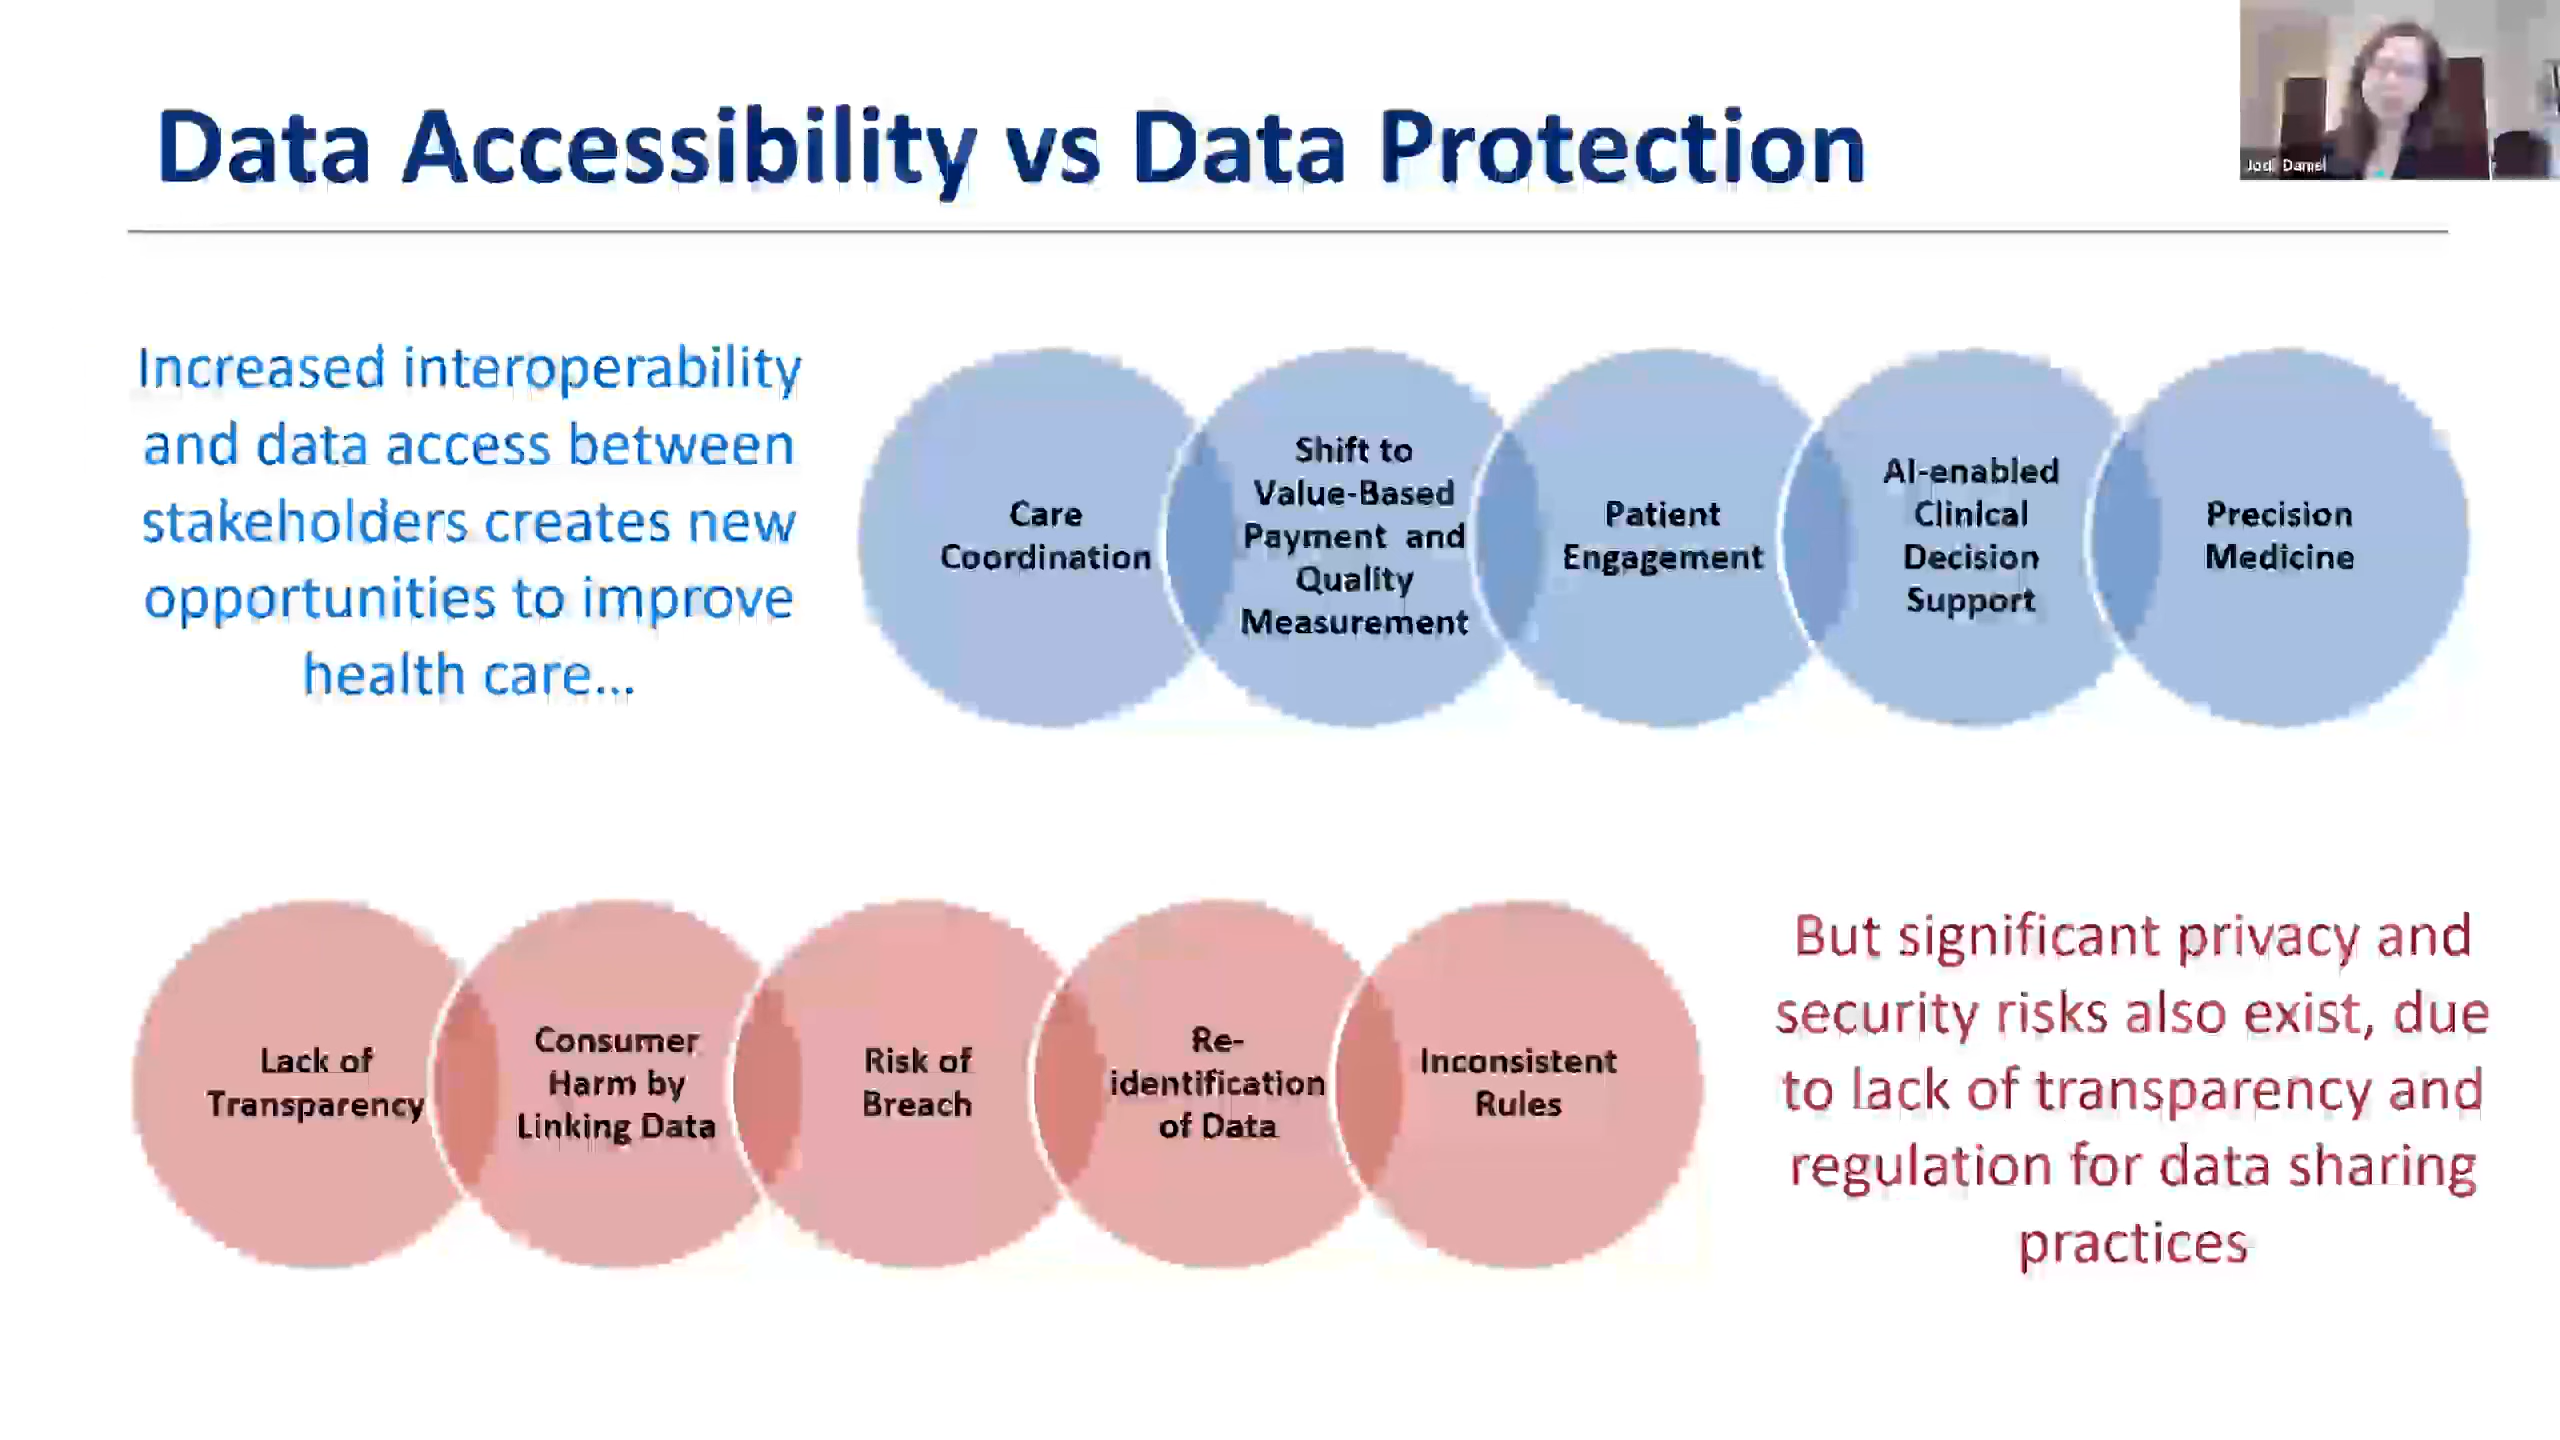 Data Accessibility vs Data Protection
Jodi Daniel
Increased interoperability
and data access between
stakeholders creates new
opportunities to improve
health care...
Care
Coordination
Shift to
Value-Based
Payment and
Quality
Measurement
Patient
Engagement
AI-enabled
Clinical
Decision
Support
Precision
Medicine
Lack of
Transparency
Consumer
Harm by
Linking Data
Risk of
Breach
Re-
identification
of Data
Inconsistent
Rules
But significant privacy and
security risks also exist, due
to lack of transparency and
regulation for data sharing
practices